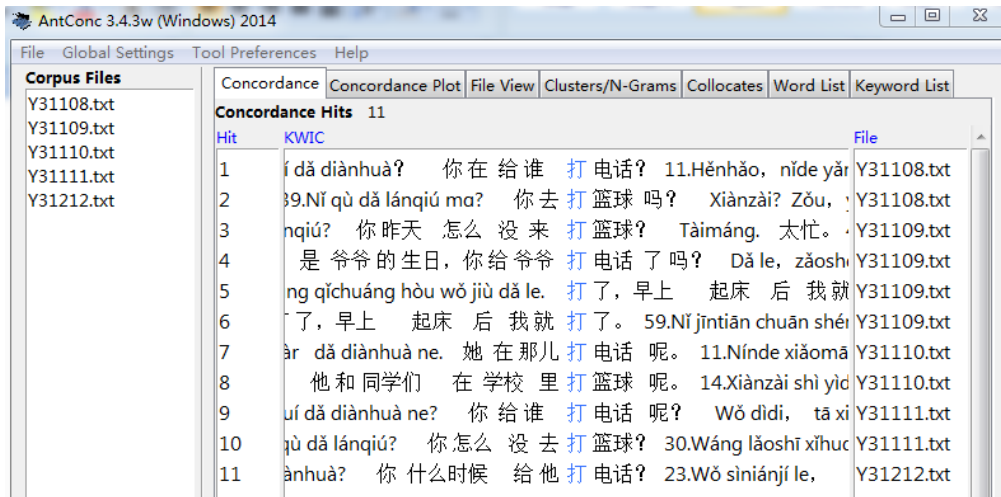 AntConc 3.4.3w (Windows) 2014
File Global Settings Tool Preferences Help
Corpus Files
Y31108.txt
Y31109.txt
Y31110.txt
Y31111.txt
Y31212.txt
Concordance Concordance Plot File View Clusters/N-Grams Collocates Word List Keyword List
Concordance Hits 11
Hit KWIC File
1 í dǎ diànhuà? 你 在 给 谁 打 电话? 11.Hěnhǎo, nǐde yǎn Y31108.txt
2 39.Nǐ qù dǎ lánqiú ma? 你 去 打 篮球 吗? Xiànzài? Zǒu, Y31108.txt
3 nqiú? 你 昨天 怎么 没 来 打 篮球? Tàimáng. 太忙。 Y31109.txt
4 是 爷爷 的 生日, 你 给 爷爷 打 电话 了 吗? Dǎ le, zǎosh Y31109.txt
5 ng qǐchuáng hòu wǒ jiù dǎ le. 打 了, 早上 起床 后 我 就 Y31109.txt
6 了, 早上 起床 后 我 就 打 了。 59.Nǐ jīntiān chuān shén Y31109.txt
7 àr dǎ diànhuà ne. 她 在 那儿 打 电话 呢。 11.Nínde xiǎomā Y31110.txt
8 他 和 同学们 在 学校 里 打 篮球 呢。 14.Xiànzài shì yìd Y31110.txt
9 uí dǎ diànhuà ne? 你 给 谁 打 电话 呢? Wǒ dìdi, tā xi Y31111.txt
10 qù dǎ lánqiú? 你 怎么 没 去 打 篮球? 30.Wáng lǎoshī xǐhuɑ Y31111.txt
11 ànhuà? 你 什么时候 给 他 打 电话? 23.Wǒ sìniánjí le, Y31212.txt